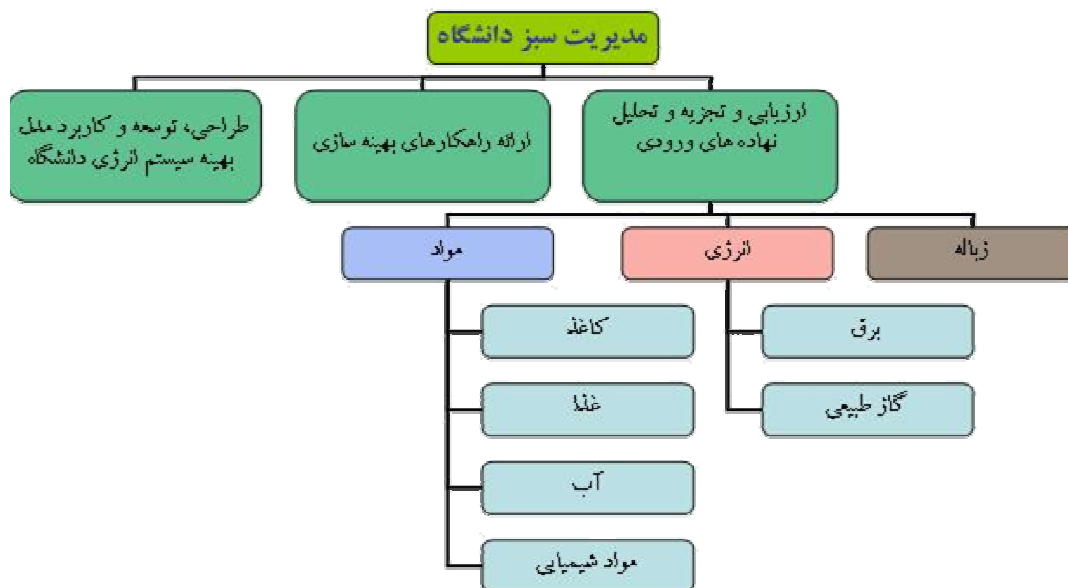 مدیریت سبز دانشگاه
ارزیابی و تجزیه و تحلیل
نهاده های ورودی
ارائه راهکارهای بهینه سازی
طراحی، توسعه و کاربرد مدل
بهینه سیستم انرژی دانشگاه
زباله
انرژی
مواد
برق
گاز طبیعی
کاغذ
غذا
آب
مواد شیمیایی